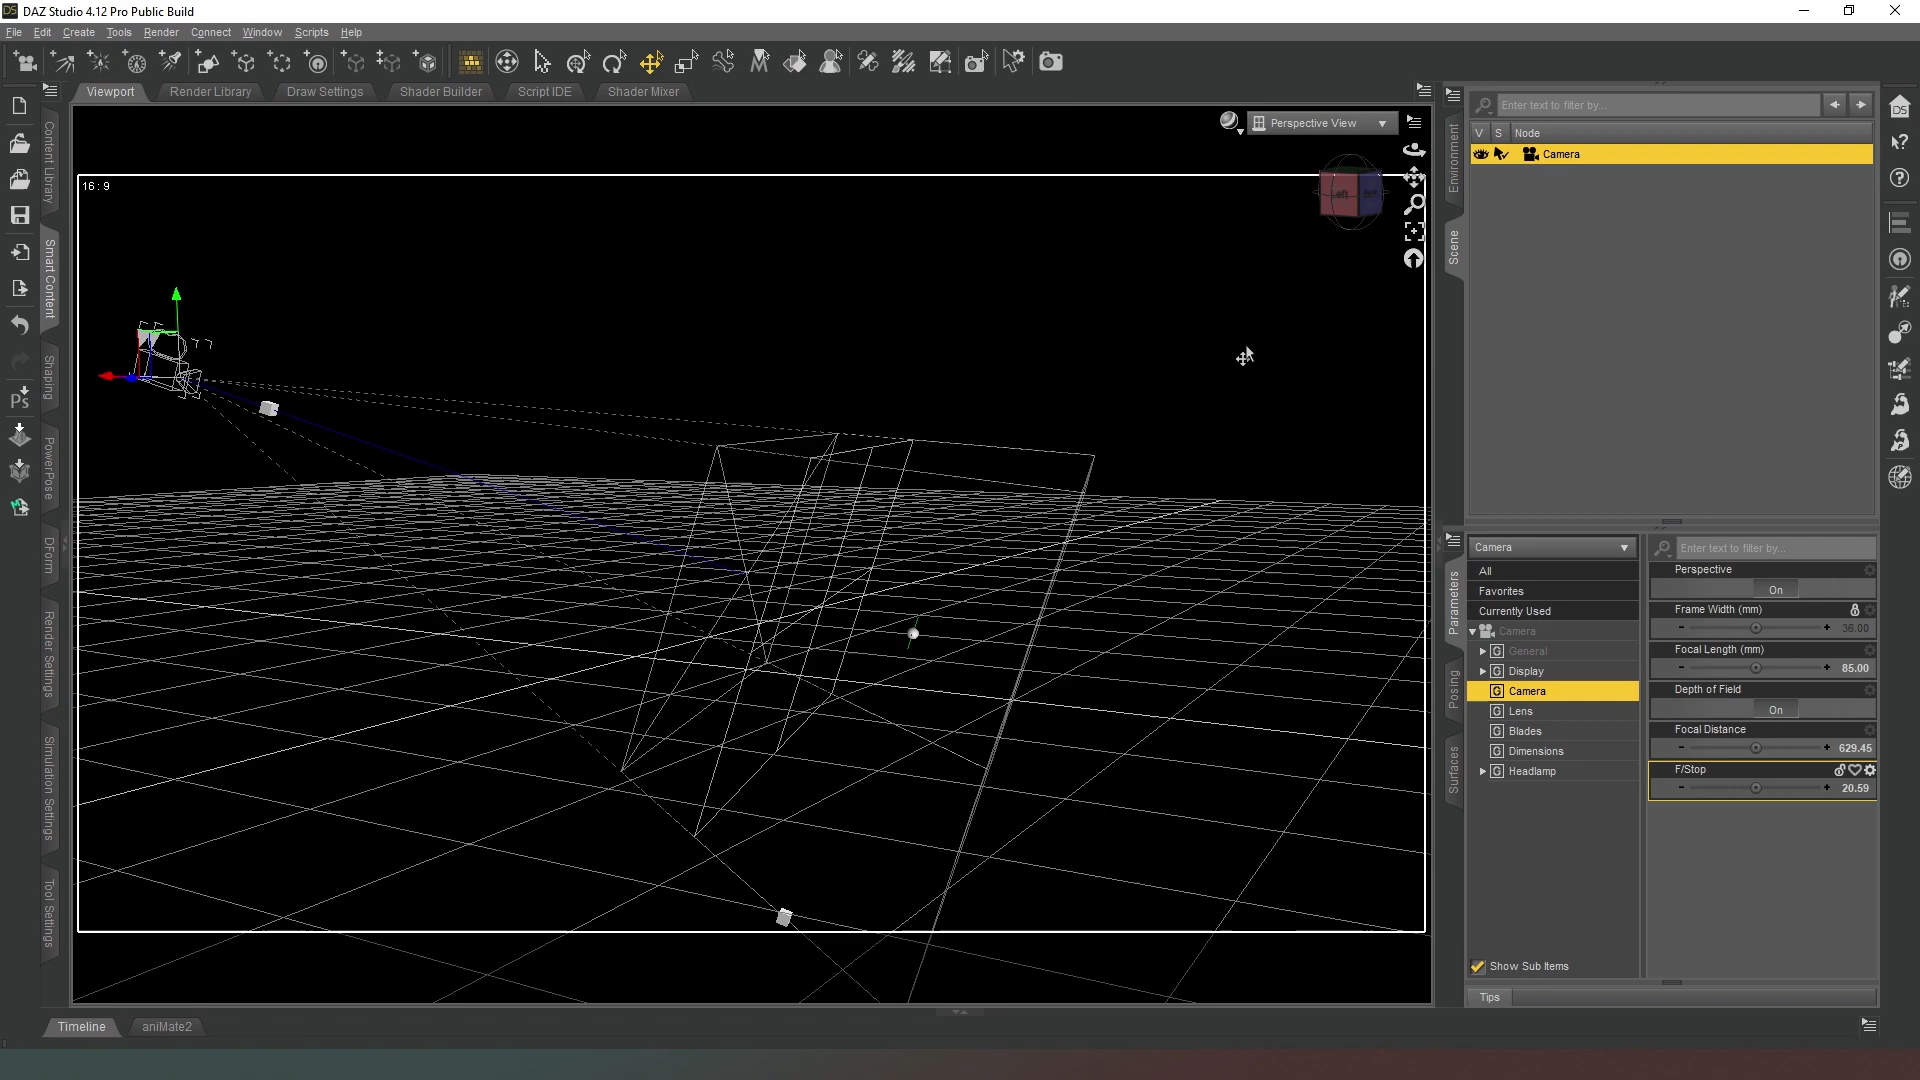 DAZ Studio 4.12 Pro Public Build
File Edit Create Tools Render Connect Window Scripts Help
Viewport Render Library Draw Settings Shader Builder Script IDE Shader Mixer
Perspective View
16 : 9
Left
Content Library
Smart Content
Shaping
PowerPose
DForm
Render Settings
Simulation Settings
Tool Settings
Ps
Environment
Scene
Enter text to filter by...
V S Node
Camera
Parameters
Posing
Surfaces
Camera
All
Favorites
Currently Used
Camera
General
Display
Camera
Lens
Blades
Dimensions
Headlamp
Show Sub Items
Enter text to filter by...
Perspective
On
Frame Width (mm)
36.00
Focal Length (mm)
85.00
Depth of Field
On
Focal Distance
629.45
F/Stop
20.59
Tips
Timeline aniMate2